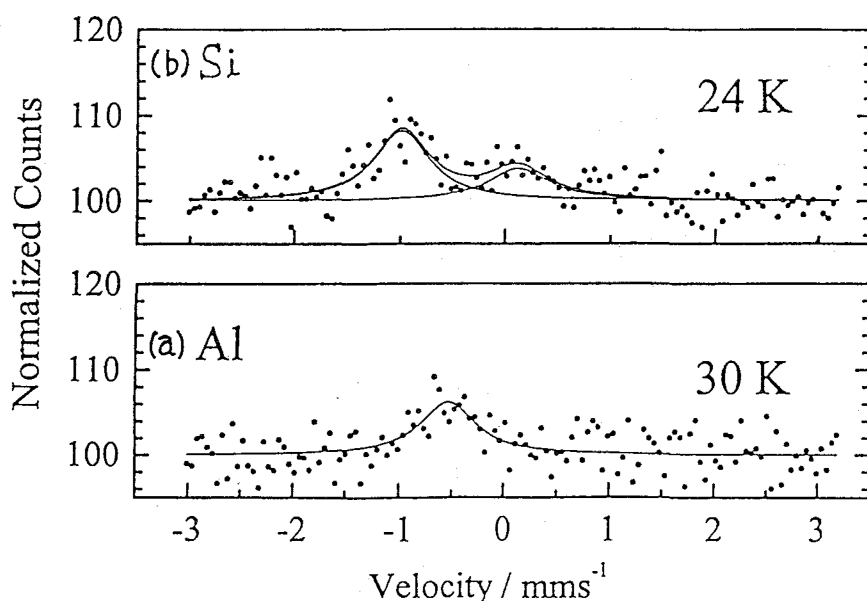 120
(b) Si
24 K
110
100
120
(a) Al
30 K
110
100
-3 -2 -1 0 1 2 3
Velocity / mms⁻¹
Normalized Counts